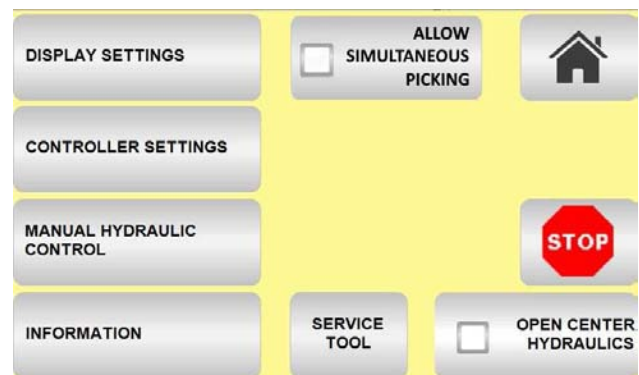 DISPLAY SETTINGS
ALLOW
SIMULTANEOUS
PICKING
CONTROLLER SETTINGS
MANUAL HYDRAULIC
CONTROL
STOP
INFORMATION
SERVICE
TOOL
OPEN CENTER
HYDRAULICS